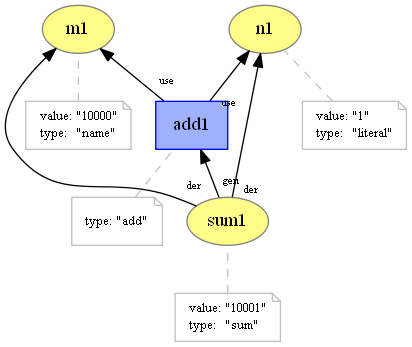 m1
n1
use
use
value: "10000"
type: "name"
value: "1"
type: "literal"
add1
der
gen
der
type: "add"
sum1
value: "10001"
type: "sum"